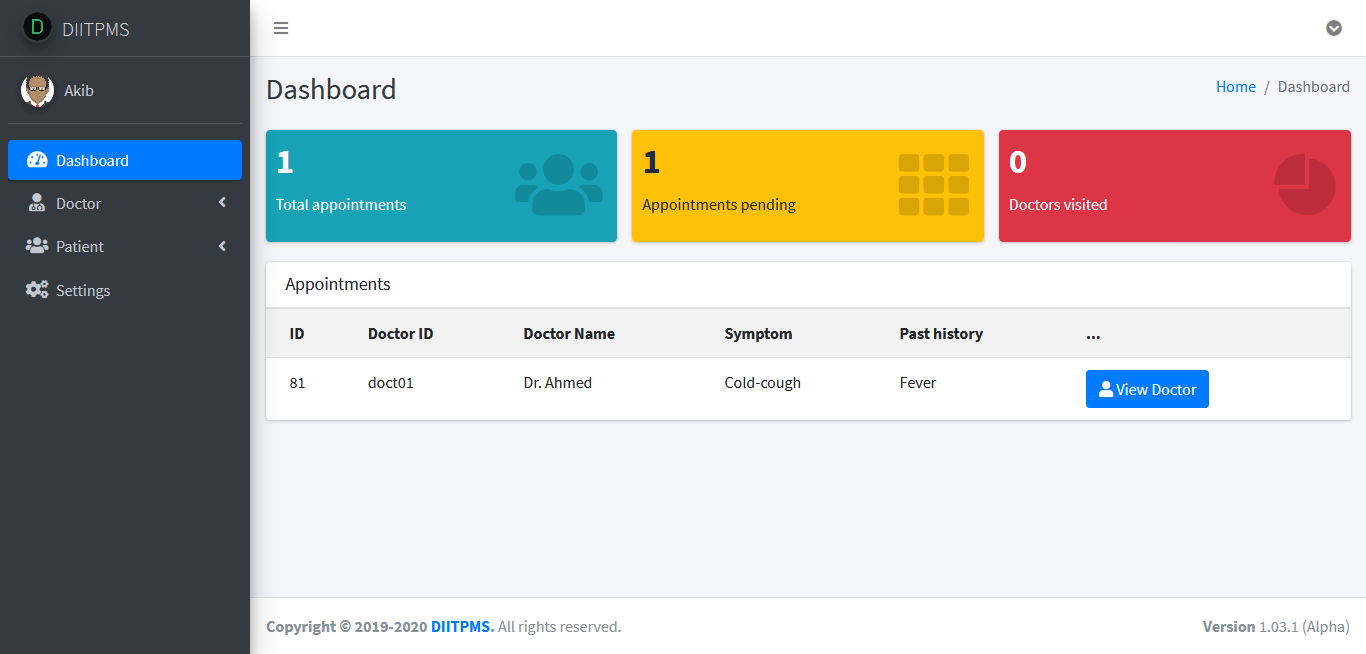 D DIITPMS
Akib
Dashboard
Doctor
Patient
Settings
Dashboard
Home / Dashboard
1
Total appointments
1
Appointments pending
0
Doctors visited
Appointments
ID Doctor ID Doctor Name Symptom Past history ...
81 doct01 Dr. Ahmed Cold-cough Fever View Doctor
Copyright © 2019-2020 DIITPMS. All rights reserved.
Version 1.03.1 (Alpha)